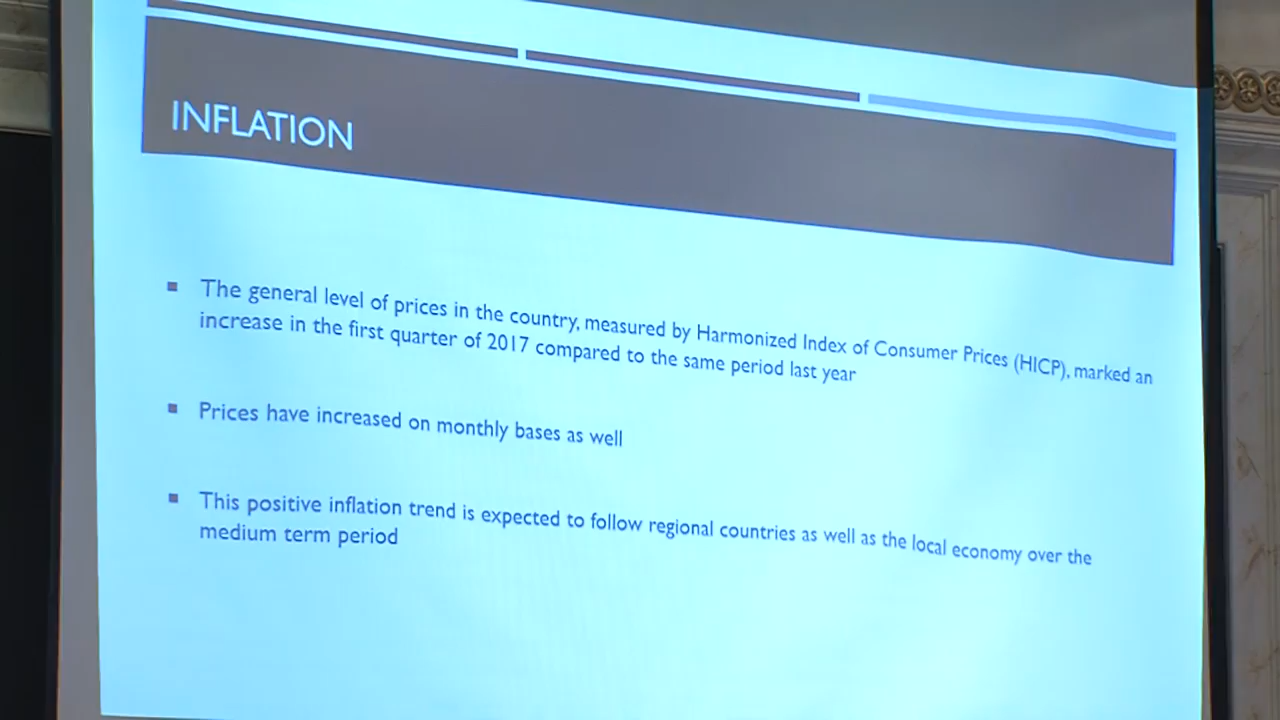 INFLATION
The general level of prices in the country, measured by Harmonized Index of Consumer Prices (HICP), marked an
increase in the first quarter of 2017 compared to the same period last year
Prices have increased on monthly bases as well
This positive inflation trend is expected to follow regional countries as well as the local economy over the
medium term period